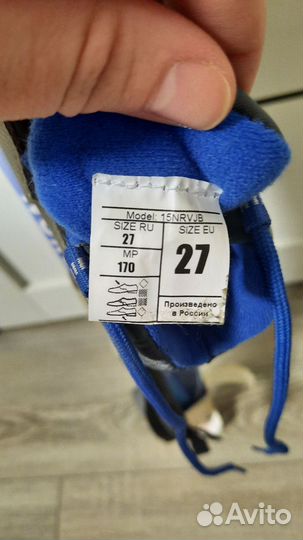 Model: 15NRVJB
SIZE RU
27
MP
170
SIZE EU
27
Произведено
в России
Avito